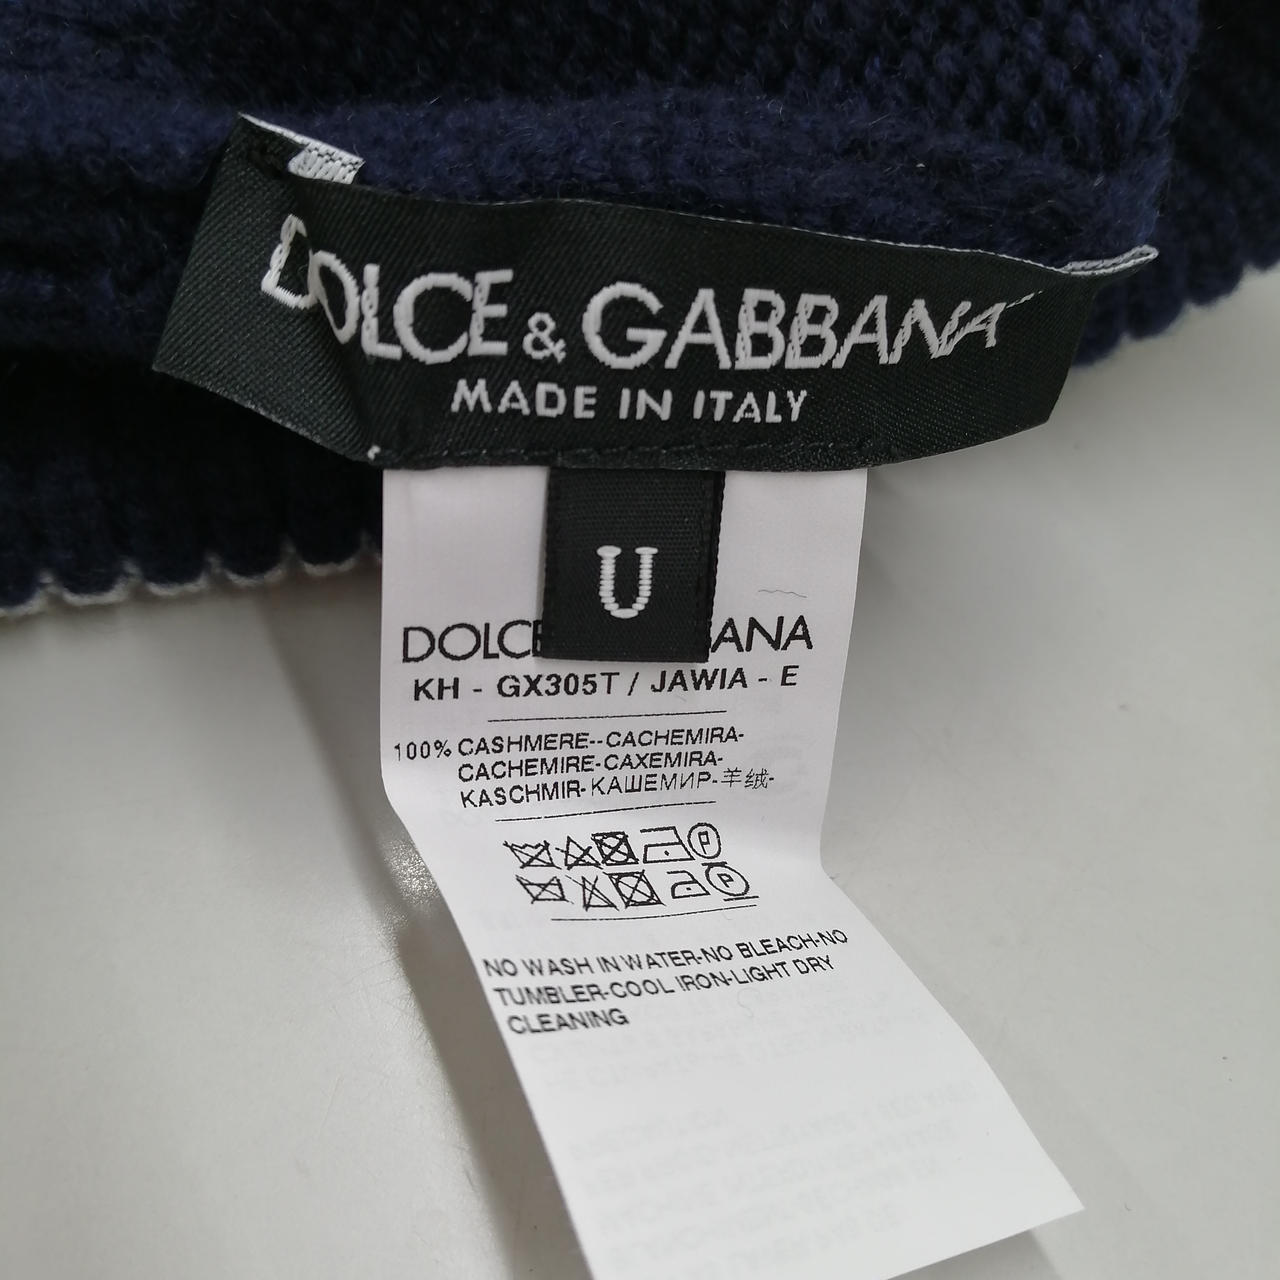 DOLCE & GABBANA
MADE IN ITALY
U
DOLCE ANA
KH - GX305T / JAWIA - E
100% CASHMERE--CACHEMIRA-
CACHEMIRE-CAXEMIRA-
KASCHMIR-КАШЕМИР-羊绒-
NO WASH IN WATER-NO BLEACH-NO
TUMBLER-COOL IRON-LIGHT DRY
CLEANING